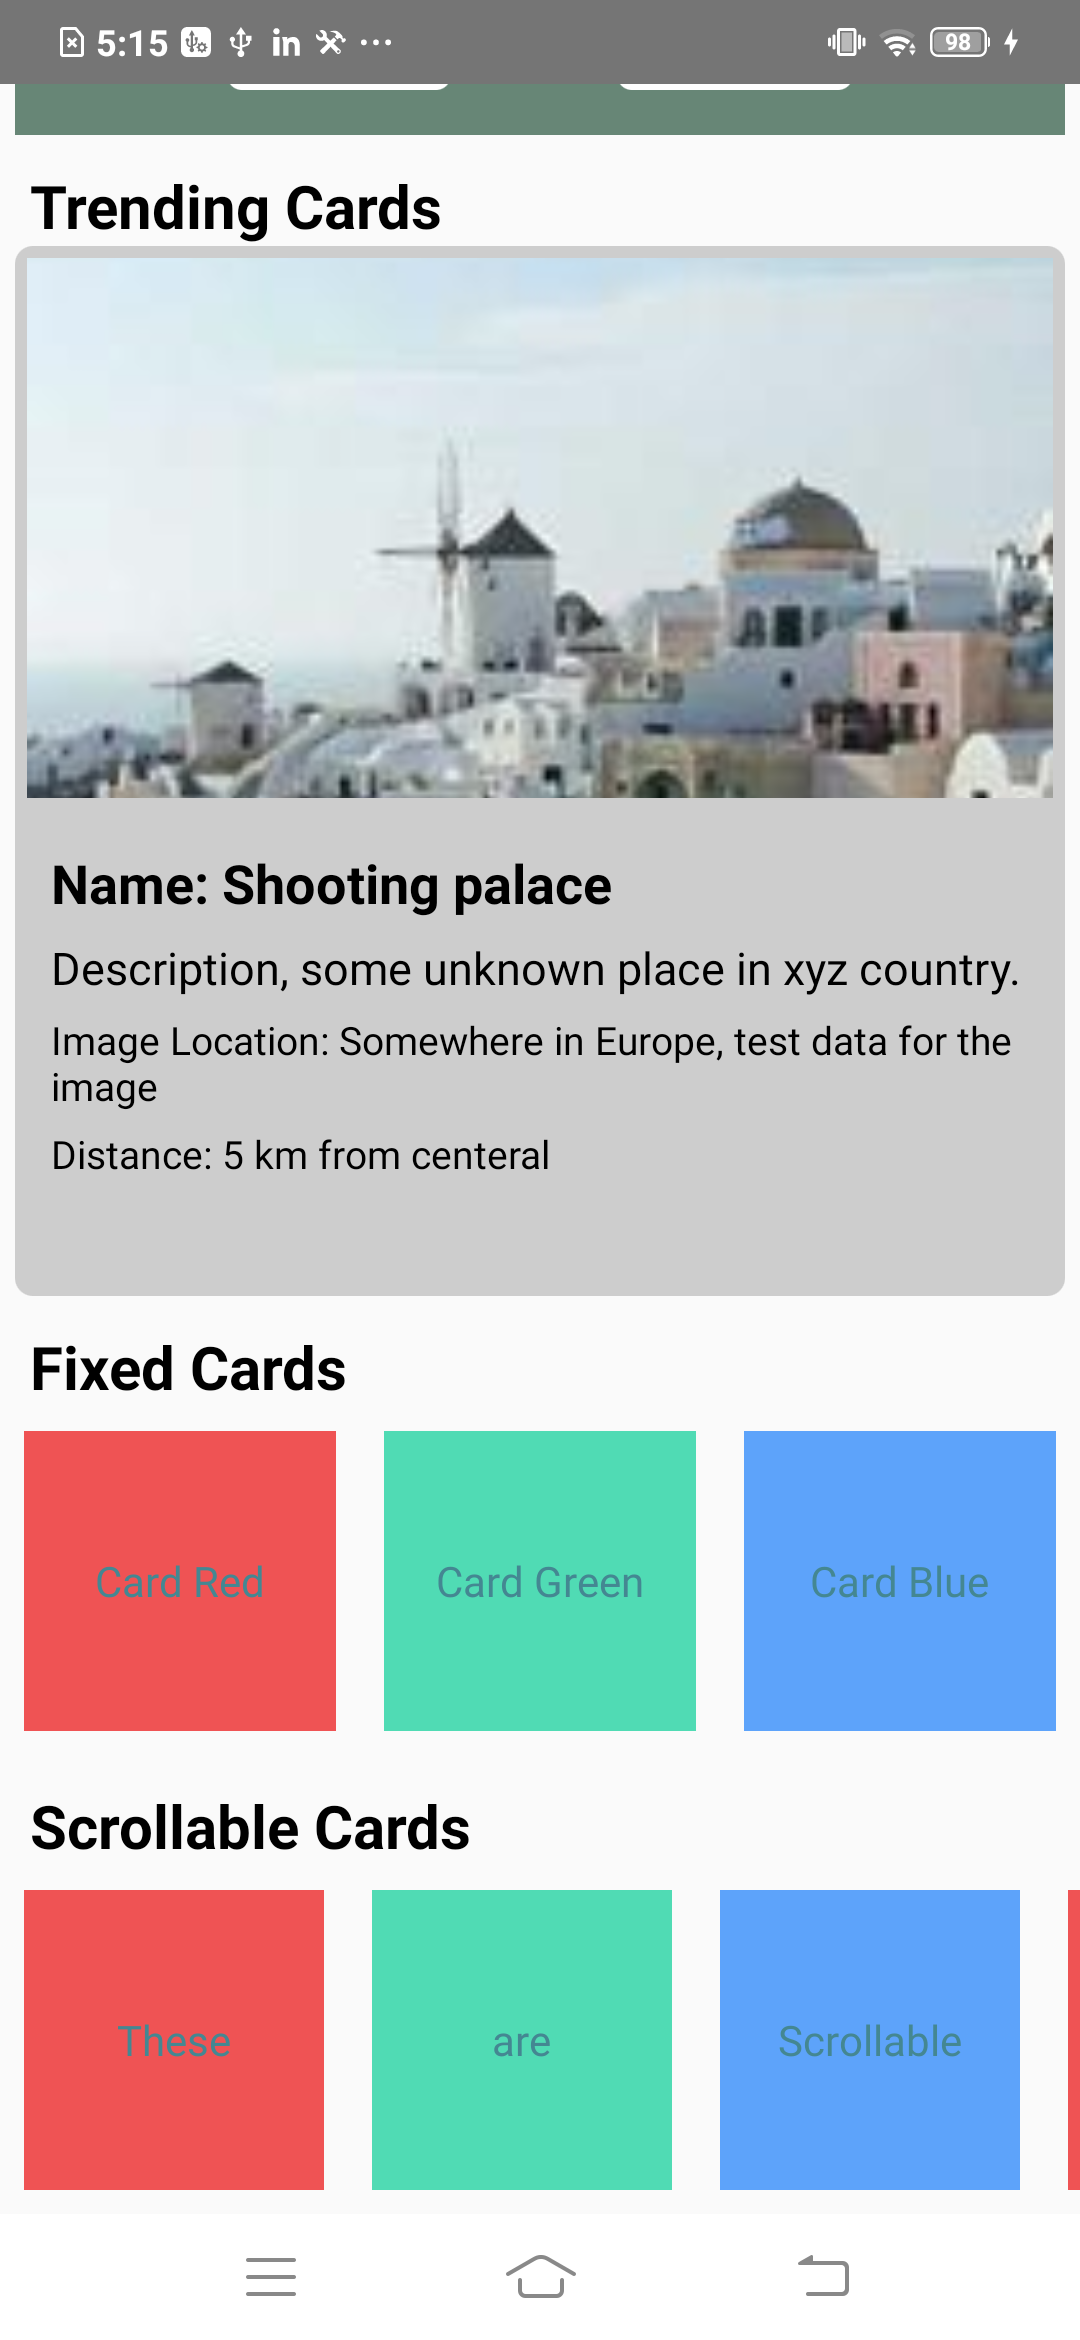 5:15 in 98
Trending Cards
Name: Shooting palace
Description, some unknown place in xyz country.
Image Location: Somewhere in Europe, test data for the
image
Distance: 5 km from centeral
Fixed Cards
Card Red Card Green Card Blue
Scrollable Cards
These are Scrollable